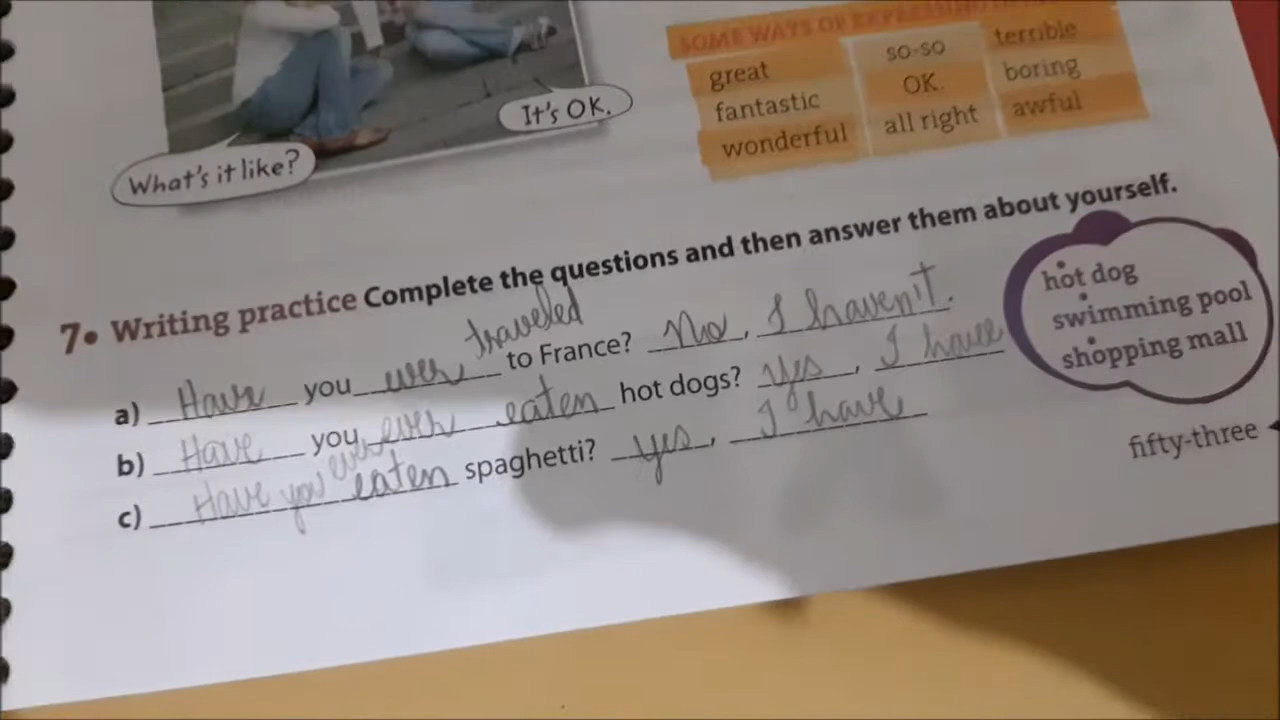 SOME WAYS OF EXPRESSING
great so-so terrible
fantastic OK. boring
wonderful all right awful
It's OK.
What's it like?
7• Writing practice Complete the questions and then answer them about yourself.
traveled
a) Have you ever to France? No, I haven't.
b) Have you ever eaten hot dogs? Yes, I have
c) Have you ever eaten spaghetti? yes, I have
hot dog
swimming pool
shopping mall
fifty-three